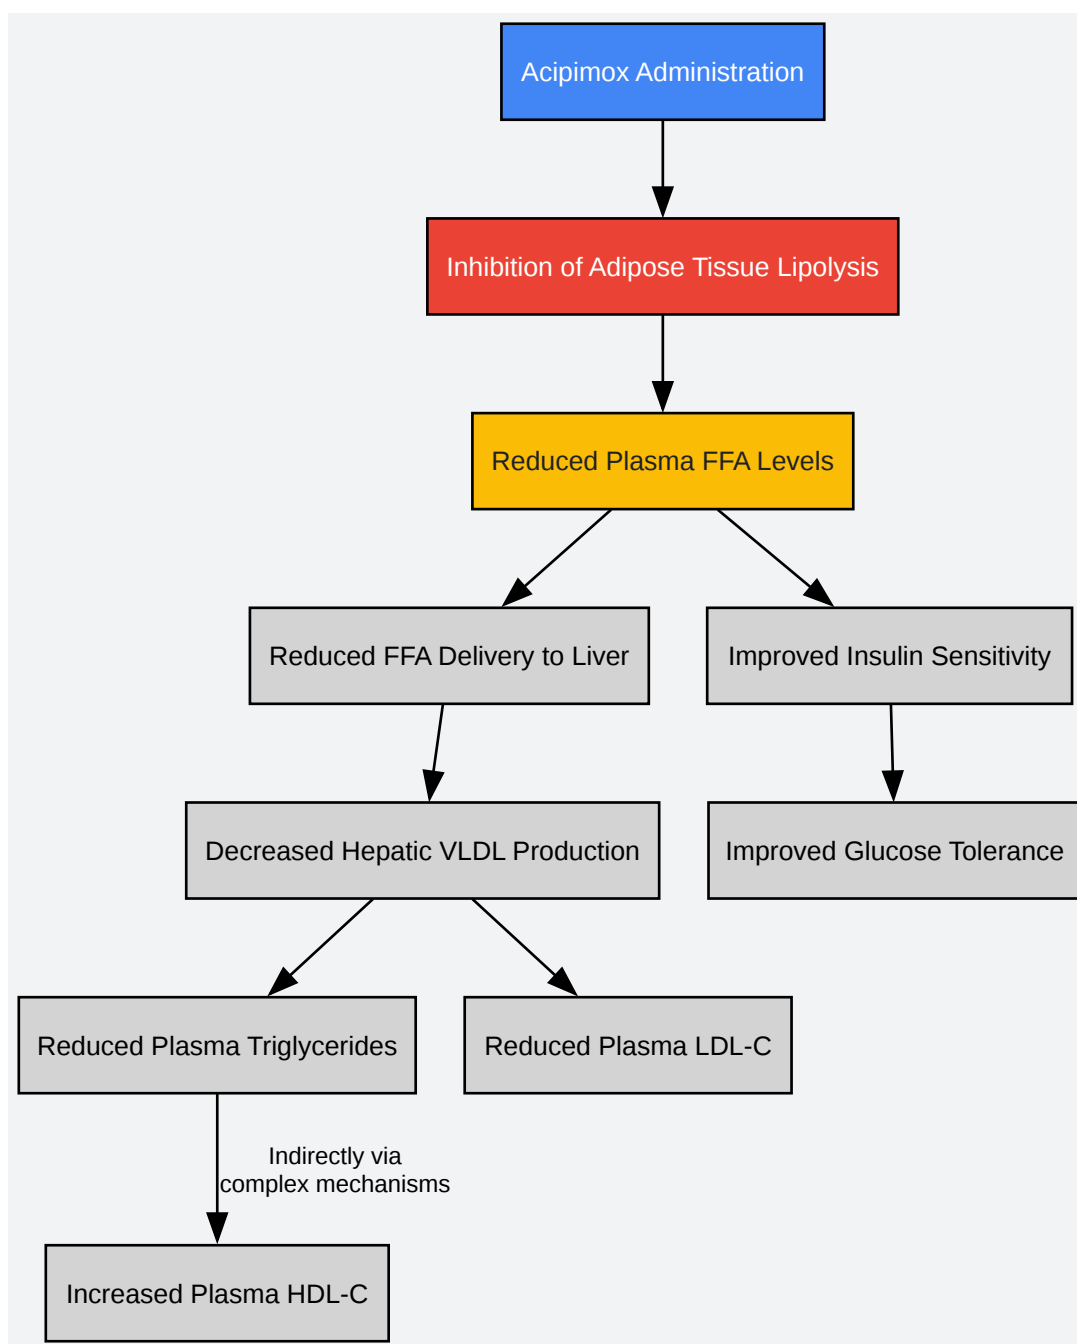 Acipimox Administration
Inhibition of Adipose Tissue Lipolysis
Reduced Plasma FFA Levels
Reduced FFA Delivery to Liver
Improved Insulin Sensitivity
Decreased Hepatic VLDL Production
Improved Glucose Tolerance
Reduced Plasma Triglycerides
Reduced Plasma LDL-C
Indirectly via
complex mechanisms
Increased Plasma HDL-C